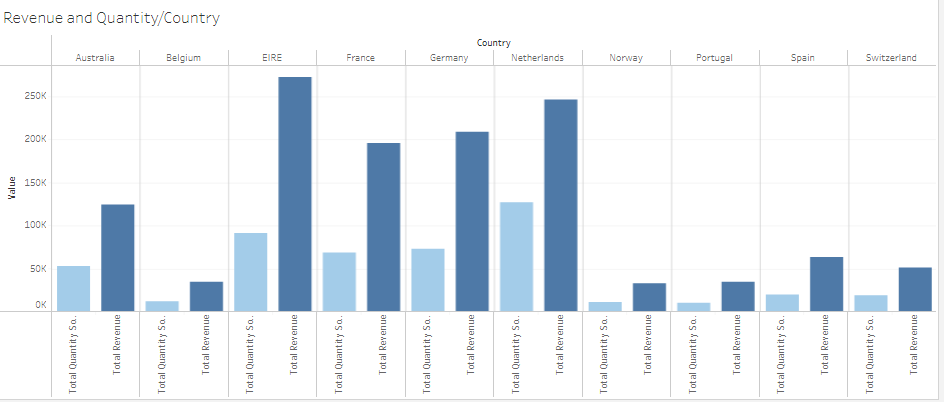 Revenue and Quantity/Country
Country
Australia Belgium EIRE France Germany Netherlands Norway Portugal Spain Switzerland
250K
200K
150K
100K
50K
0K
Value
Total Quantity So..
Total Revenue
Total Quantity So..
Total Revenue
Total Quantity So..
Total Revenue
Total Quantity So..
Total Revenue
Total Quantity So..
Total Revenue
Total Quantity So..
Total Revenue
Total Quantity So..
Total Revenue
Total Quantity So..
Total Revenue
Total Quantity So..
Total Revenue
Total Quantity So..
Total Revenue